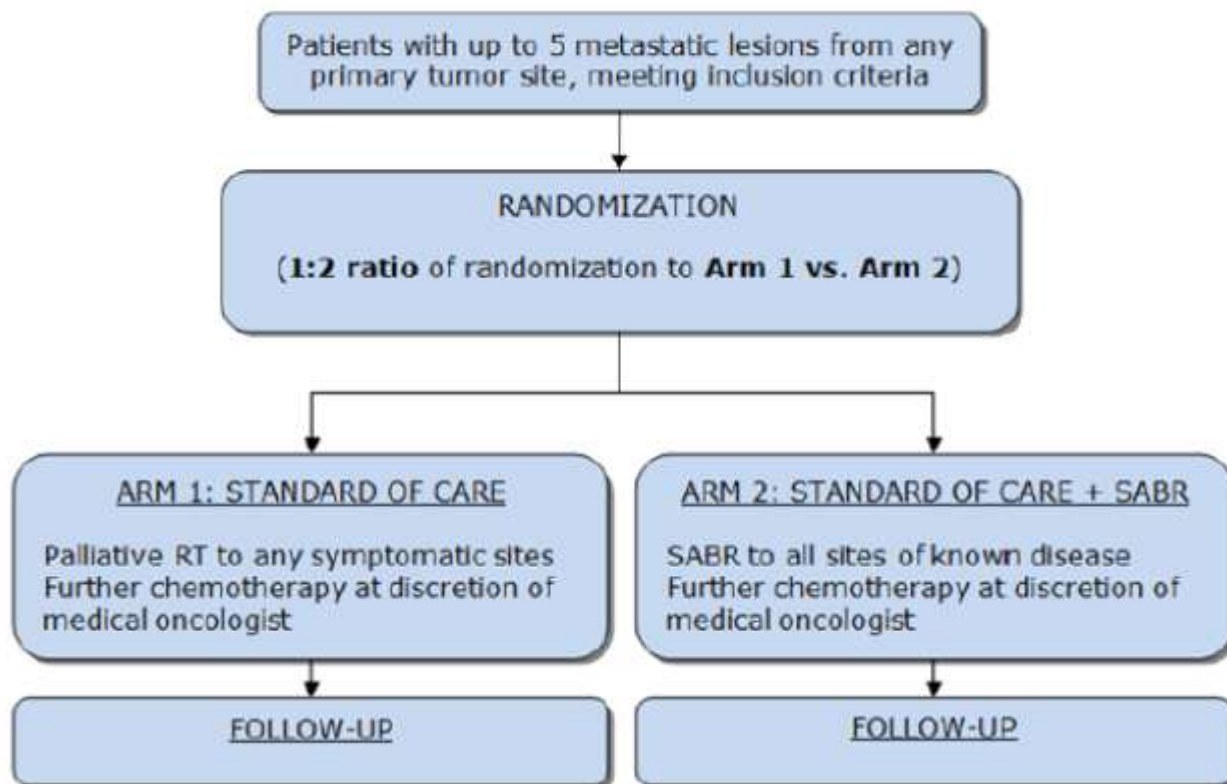 Patients with up to 5 metastatic lesions from any
primary tumor site, meeting inclusion criteria
RANDOMIZATION
(1:2 ratio of randomization to Arm 1 vs. Arm 2)
ARM 1: STANDARD OF CARE
Palliative RT to any symptomatic sites
Further chemotherapy at discretion of
medical oncologist
ARM 2: STANDARD OF CARE + SABR
SABR to all sites of known disease
Further chemotherapy at discretion of
medical oncologist
FOLLOW-UP
FOLLOW-UP